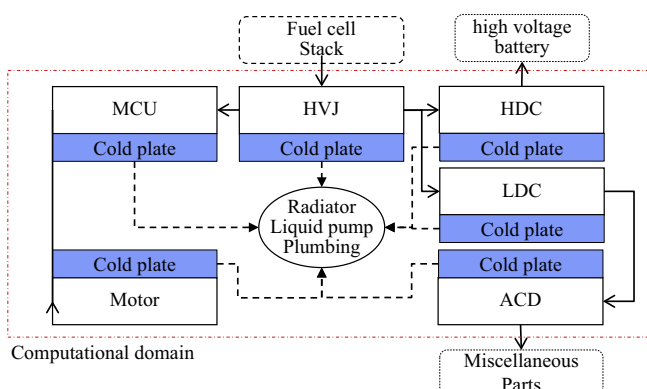 Fuel cell
Stack
high voltage
battery
MCU
HVJ
HDC
Cold plate
Cold plate
Cold plate
LDC
Radiator
Liquid pump
Plumbing
Cold plate
Cold plate
Cold plate
Motor
ACD
Computational domain
Miscellaneous
Parts